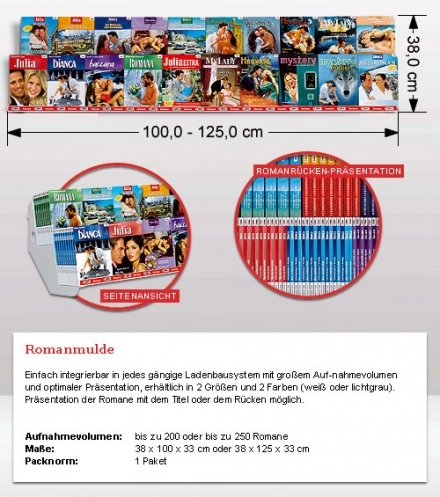 Julia
BIANCA
baccara
ROMANA
JULIA EXTRA
MYLADY
Historical
mystery
38,0 cm
100,0 - 125,0 cm
ROMANRÜCKEN-PRÄSENTATION
ROMANA
BIANCA
Julia
baccara
SEITENANSICHT
Romanmulde
Einfach integrierbar in jedes gängige Ladenbausystem mit großem Auf-nahmevolumen
und optimaler Präsentation, erhältlich in 2 Größen und 2 Farben (weiß oder lichtgrau).
Präsentation der Romane mit dem Titel oder dem Rücken möglich.
Aufnahmevolumen: bis zu 200 oder bis zu 250 Romane
Maße: 38 x 100 x 33 cm oder 38 x 125 x 33 cm
Packnorm: 1 Paket